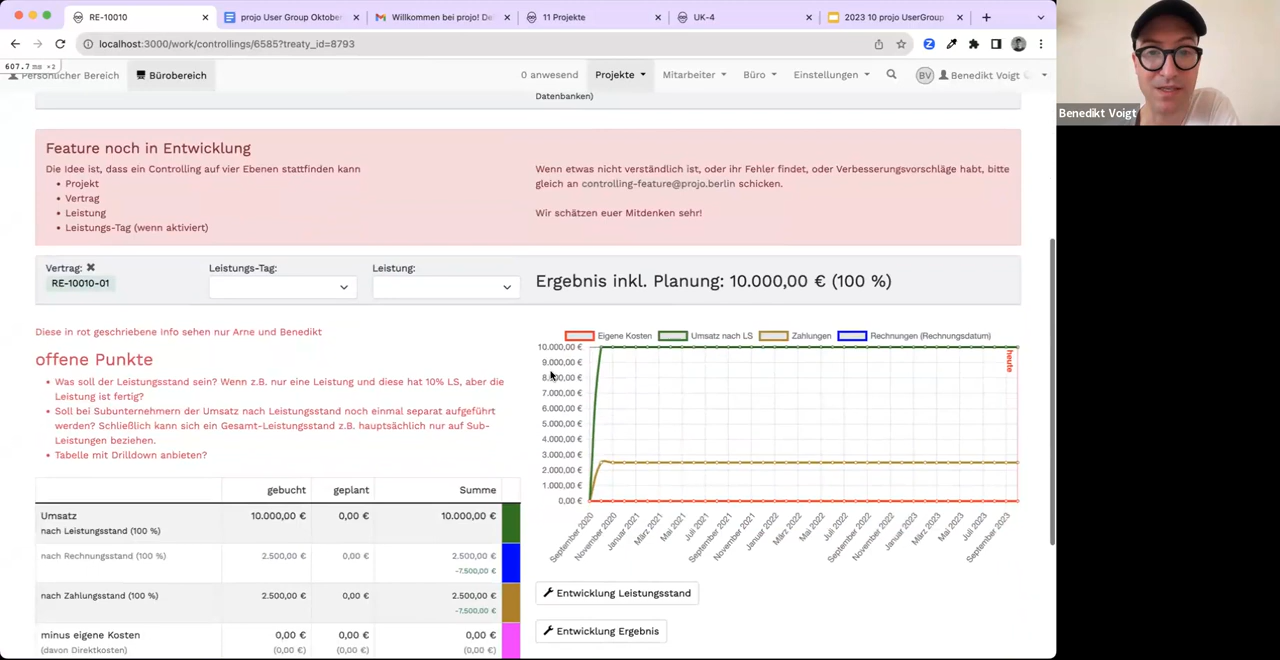 RE-10010
projo User Group Oktober
Willkommen bei projo! De
11 Projekte
UK-4
2023 10 projo UserGroup
localhost:3000/work/controllings/6585?treaty_id=8793
607.7 ms ×2
Persönlicher Bereich
Bürobereich
0 anwesend
Projekte
Mitarbeiter
Büro
Einstellungen
BV
Benedikt Voigt
Benedikt Voigt
Datenbanken)
Feature noch in Entwicklung
Die Idee ist, dass ein Controlling auf vier Ebenen stattfinden kann
• Projekt
• Vertrag
• Leistung
• Leistungs-Tag (wenn aktiviert)
Wenn etwas nicht verständlich ist, oder ihr Fehler findet, oder Verbesserungsvorschläge habt, bitte
gleich an controlling-feature@projo.berlin schicken.
Wir schätzen euer Mitdenken sehr!
Vertrag: ✖
RE-10010-01
Leistungs-Tag:
Leistung:
Ergebnis inkl. Planung: 10.000,00 € (100 %)
Diese in rot geschriebene Info sehen nur Arne und Benedikt
offene Punkte
• Was soll der Leistungsstand sein? Wenn z.B. nur eine Leistung und diese hat 10% LS, aber die
Leistung ist fertig?
• Soll bei Subunternehmern der Umsatz nach Leistungsstand noch einmal separat aufgeführt
werden? Schließlich kann sich ein Gesamt-Leistungsstand z.B. hauptsächlich nur auf Sub-
Leistungen beziehen.
• Tabelle mit Drilldown anbieten?
gebucht geplant Summe
Umsatz 10.000,00 € 0,00 € 10.000,00 €
nach Leistungsstand (100 %)
nach Rechnungsstand (100 %) 2.500,00 € 0,00 € 2.500,00 €
-7.500,00 €
nach Zahlungsstand (100 %) 2.500,00 € 0,00 € 2.500,00 €
-7.500,00 €
minus eigene Kosten 0,00 € 0,00 € 0,00 €
(davon Direktkosten) (0,00 €) (0,00 €) (0,00 €)
Eigene Kosten Umsatz nach LS Zahlungen Rechnungen (Rechnungsdatum)
10.000,00 €
9.000,00 €
8.000,00 €
7.000,00 €
6.000,00 €
5.000,00 €
4.000,00 €
3.000,00 €
2.000,00 €
1.000,00 €
0,00 €
heute
September 2020
November 2020
Januar 2021
März 2021
Mai 2021
Juli 2021
September 2021
November 2021
Januar 2022
März 2022
Mai 2022
Juli 2022
September 2022
November 2022
Januar 2023
März 2023
Mai 2023
Juli 2023
September 2023
Entwicklung Leistungsstand
Entwicklung Ergebnis